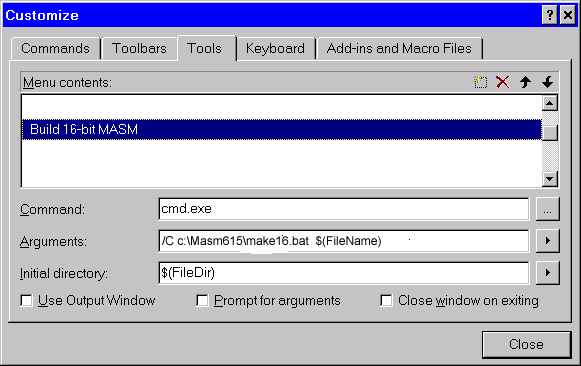 Customize
Commands Toolbars Tools Keyboard Add-ins and Macro Files
Menu contents:
Build 16-bit MASM
Command: cmd.exe ...
Arguments: /C c:\Masm615\make16.bat $(FileName)
Initial directory: $(FileDir)
Use Output Window Prompt for arguments Close window on exiting
Close